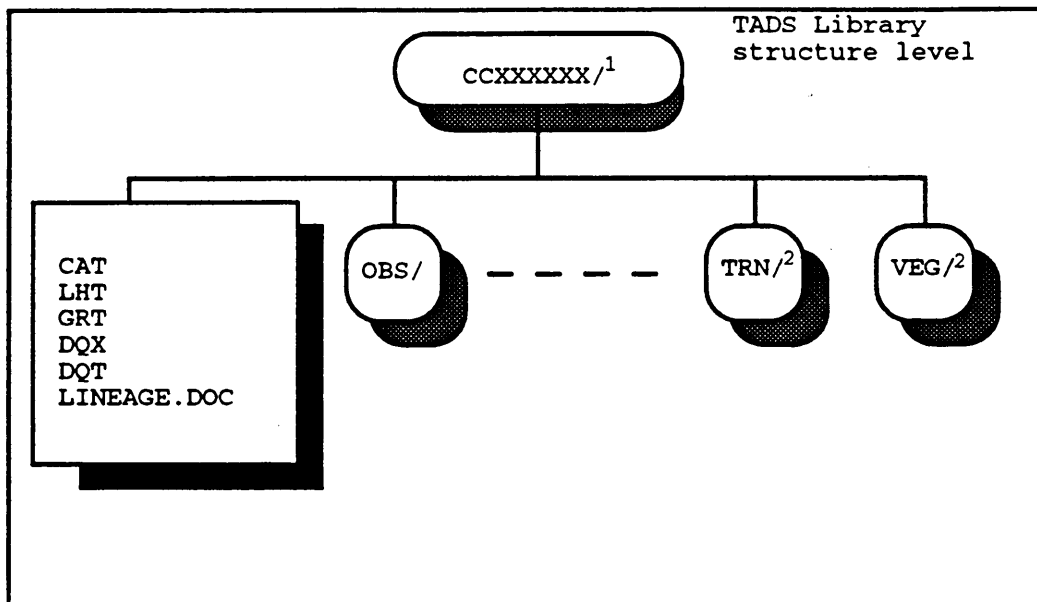 TADS Library
structure level
CCXXXXXX/¹
CAT
LHT
GRT
DQX
DQT
LINEAGE.DOC
OBS/
TRN/²
VEG/²